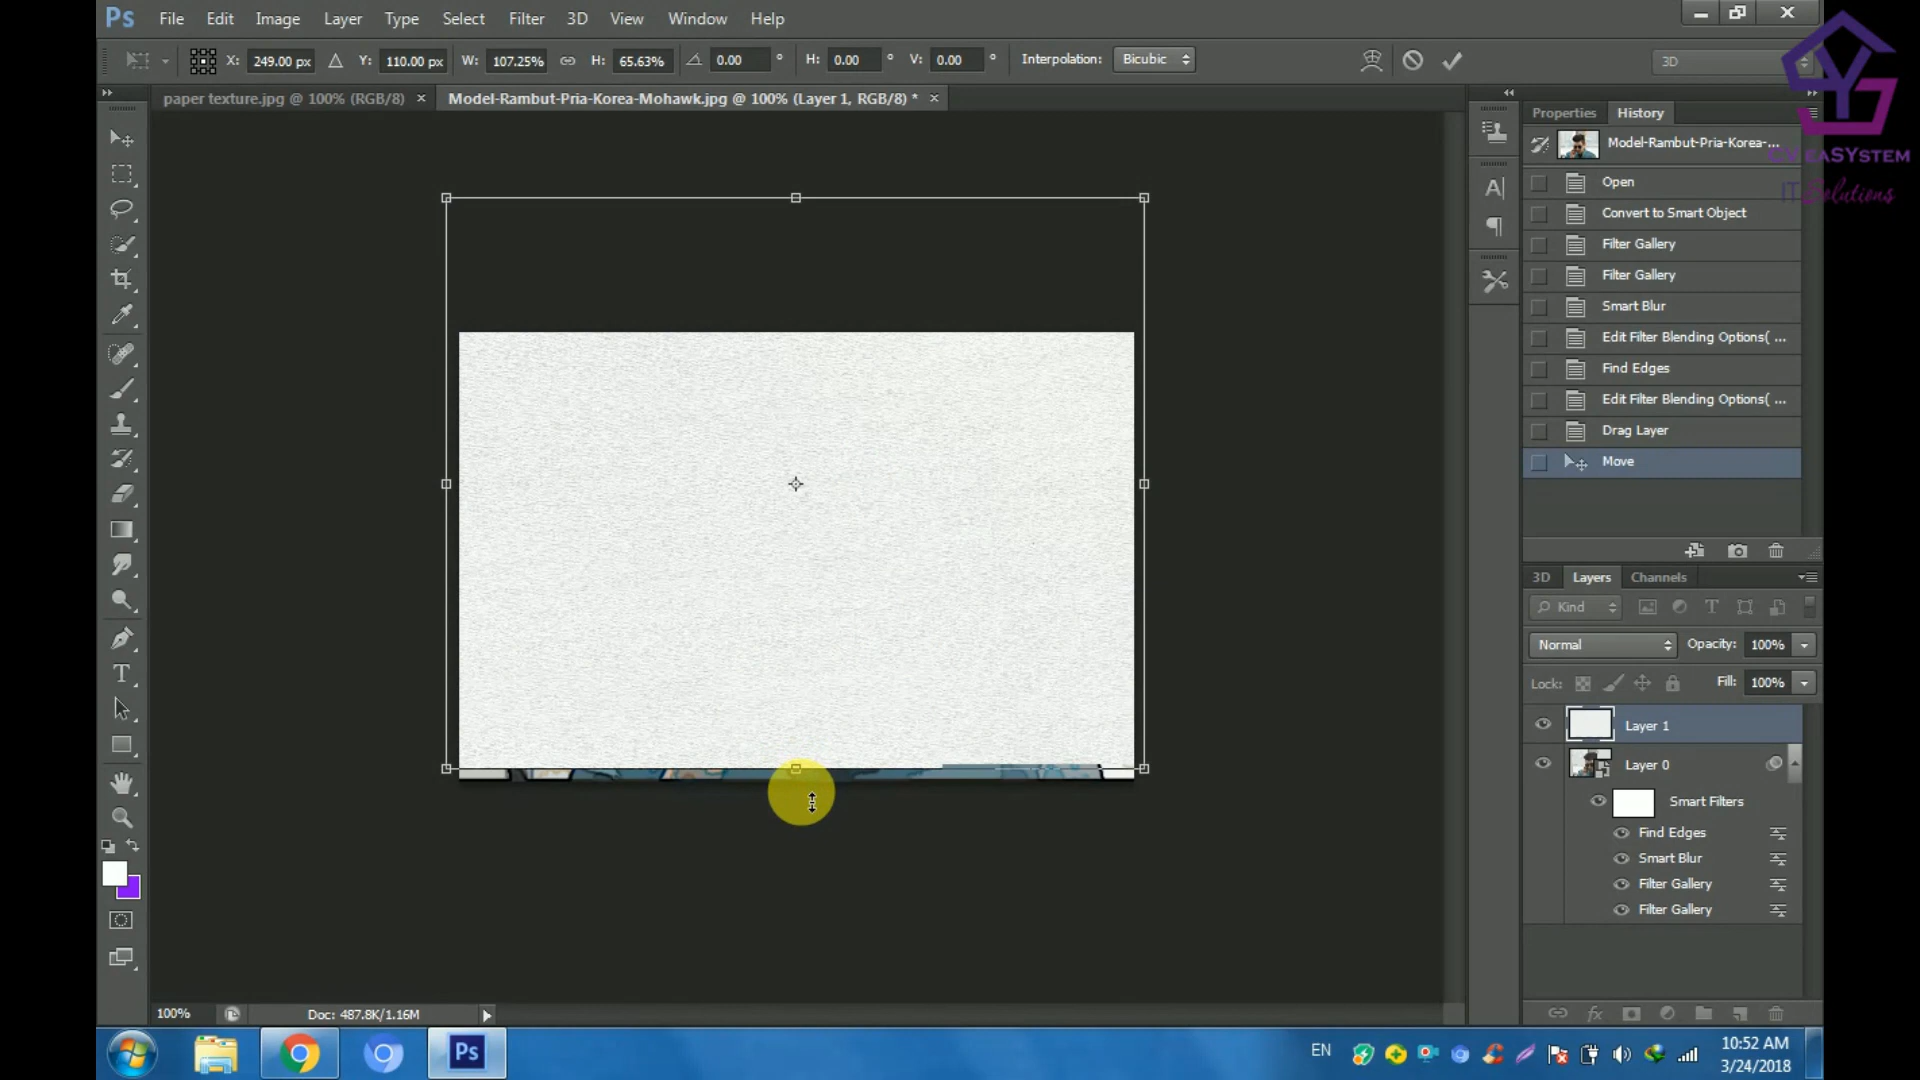 Ps File Edit Image Layer Type Select Filter 3D View Window Help
X: 249.00 px Y: 110.00 px W: 107.25% H: 65.63% 0.00 ° H: 0.00 ° V: 0.00 ° Interpolation: Bicubic 3D
paper texture.jpg @ 100% (RGB/8) × Model-Rambut-Pria-Korea-Mohawk.jpg @ 100% (Layer 1, RGB/8) * ×
Properties History
Model-Rambut-Pria-Korea-...
CV eaSYstem
IT Solutions
Open
Convert to Smart Object
Filter Gallery
Filter Gallery
Smart Blur
Edit Filter Blending Options( ...
Find Edges
Edit Filter Blending Options( ...
Drag Layer
Move
3D Layers Channels
Kind
Normal Opacity: 100%
Lock: Fill: 100%
Layer 1
Layer 0
Smart Filters
Find Edges
Smart Blur
Filter Gallery
Filter Gallery
100% Doc: 487.8K/1.16M
Ps EN 10:52 AM
3/24/2018